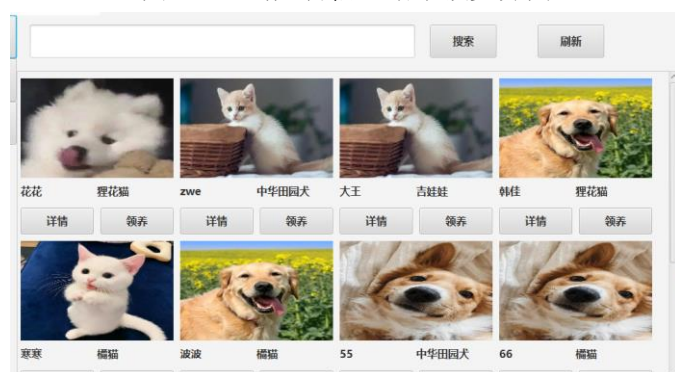 搜索 刷新
花花 狸花猫 zwe 中华田园犬 大王 吉娃娃 韩佳 狸花猫
详情 领养 详情 领养 详情 领养 详情 领养
寒寒 橘猫 波波 橘猫 55 中华田园犬 66 橘猫